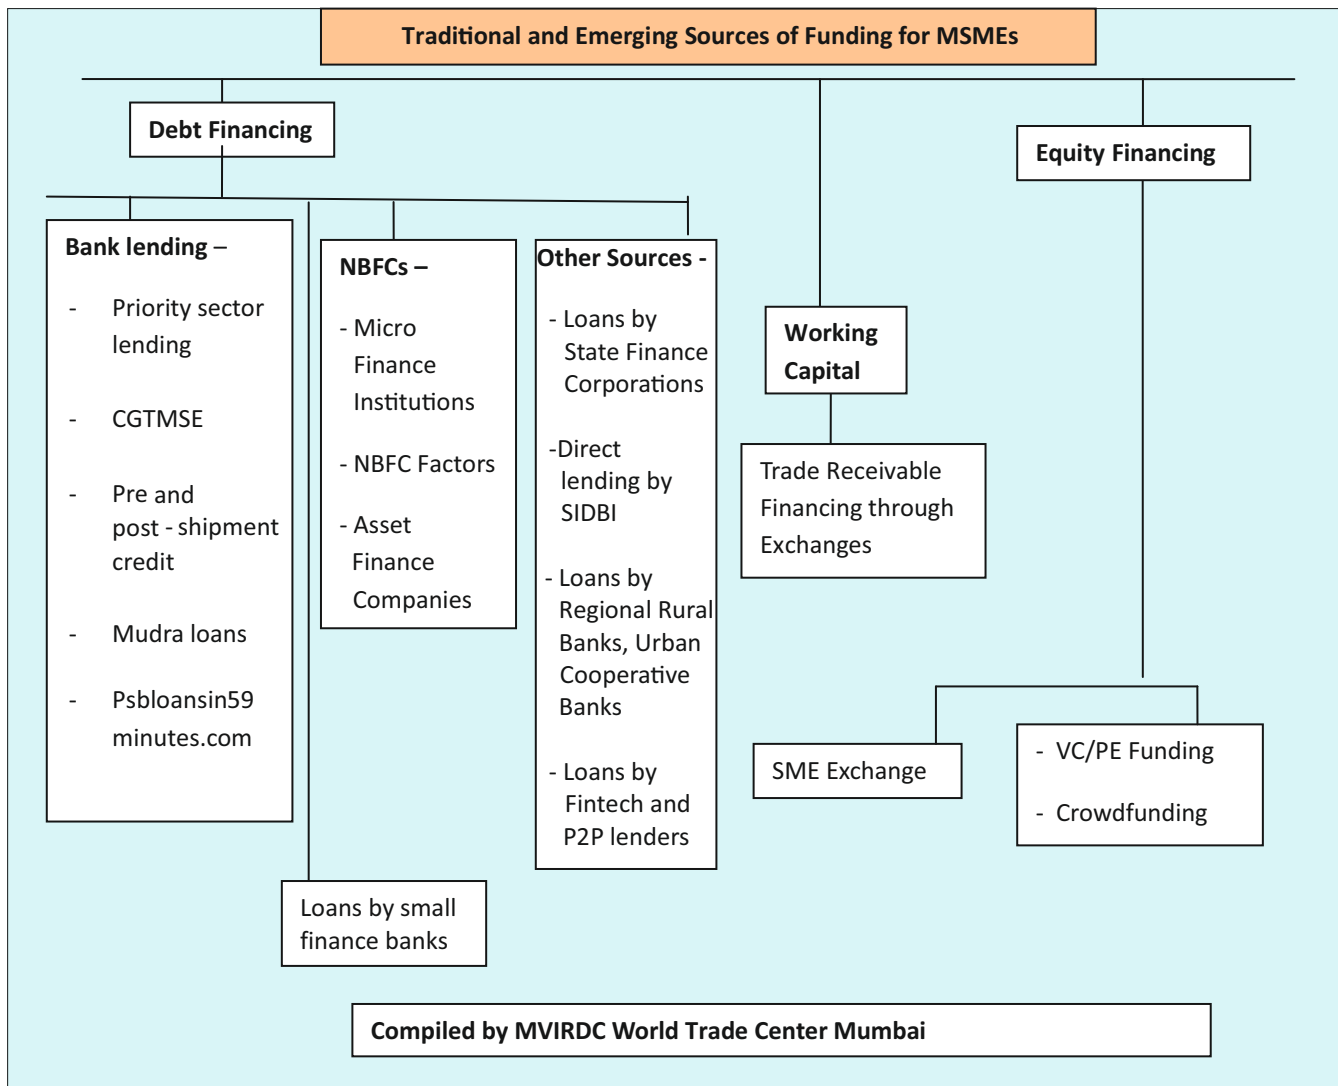 Traditional and Emerging Sources of Funding for MSMEs
Debt Financing
Equity Financing
Bank lending –
- Priority sector
lending
- CGTMSE
- Pre and
post - shipment
credit
- Mudra loans
- Psbloansin59
minutes.com
NBFCs –
- Micro
Finance
Institutions
- NBFC Factors
- Asset
Finance
Companies
Other Sources -
- Loans by
State Finance
Corporations
-Direct
lending by
SIDBI
- Loans by
Regional Rural
Banks, Urban
Cooperative
Banks
- Loans by
Fintech and
P2P lenders
Working
Capital
Trade Receivable
Financing through
Exchanges
SME Exchange
- VC/PE Funding
- Crowdfunding
Loans by small
finance banks
Compiled by MVIRDC World Trade Center Mumbai